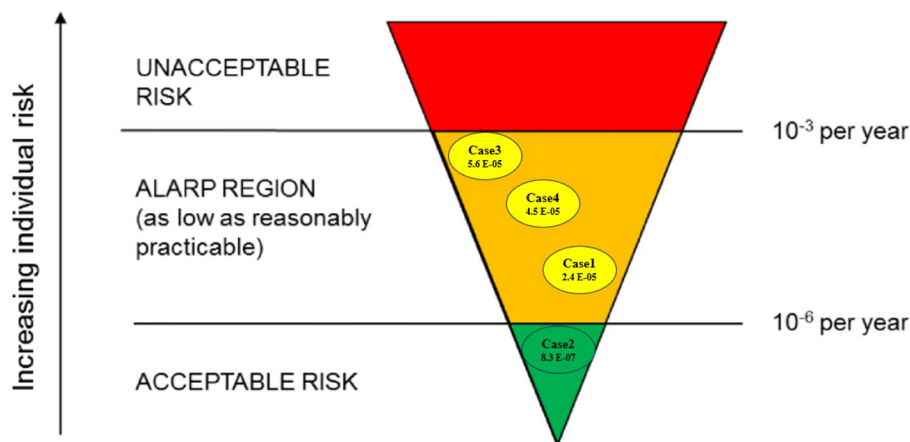 Increasing individual risk
UNACCEPTABLE
RISK
10⁻³ per year
Case3
5.6 E-05
ALARP REGION
(as low as reasonably
practicable)
Case4
4.5 E-05
Case1
2.4 E-05
10⁻⁶ per year
Case2
8.3 E-07
ACCEPTABLE RISK